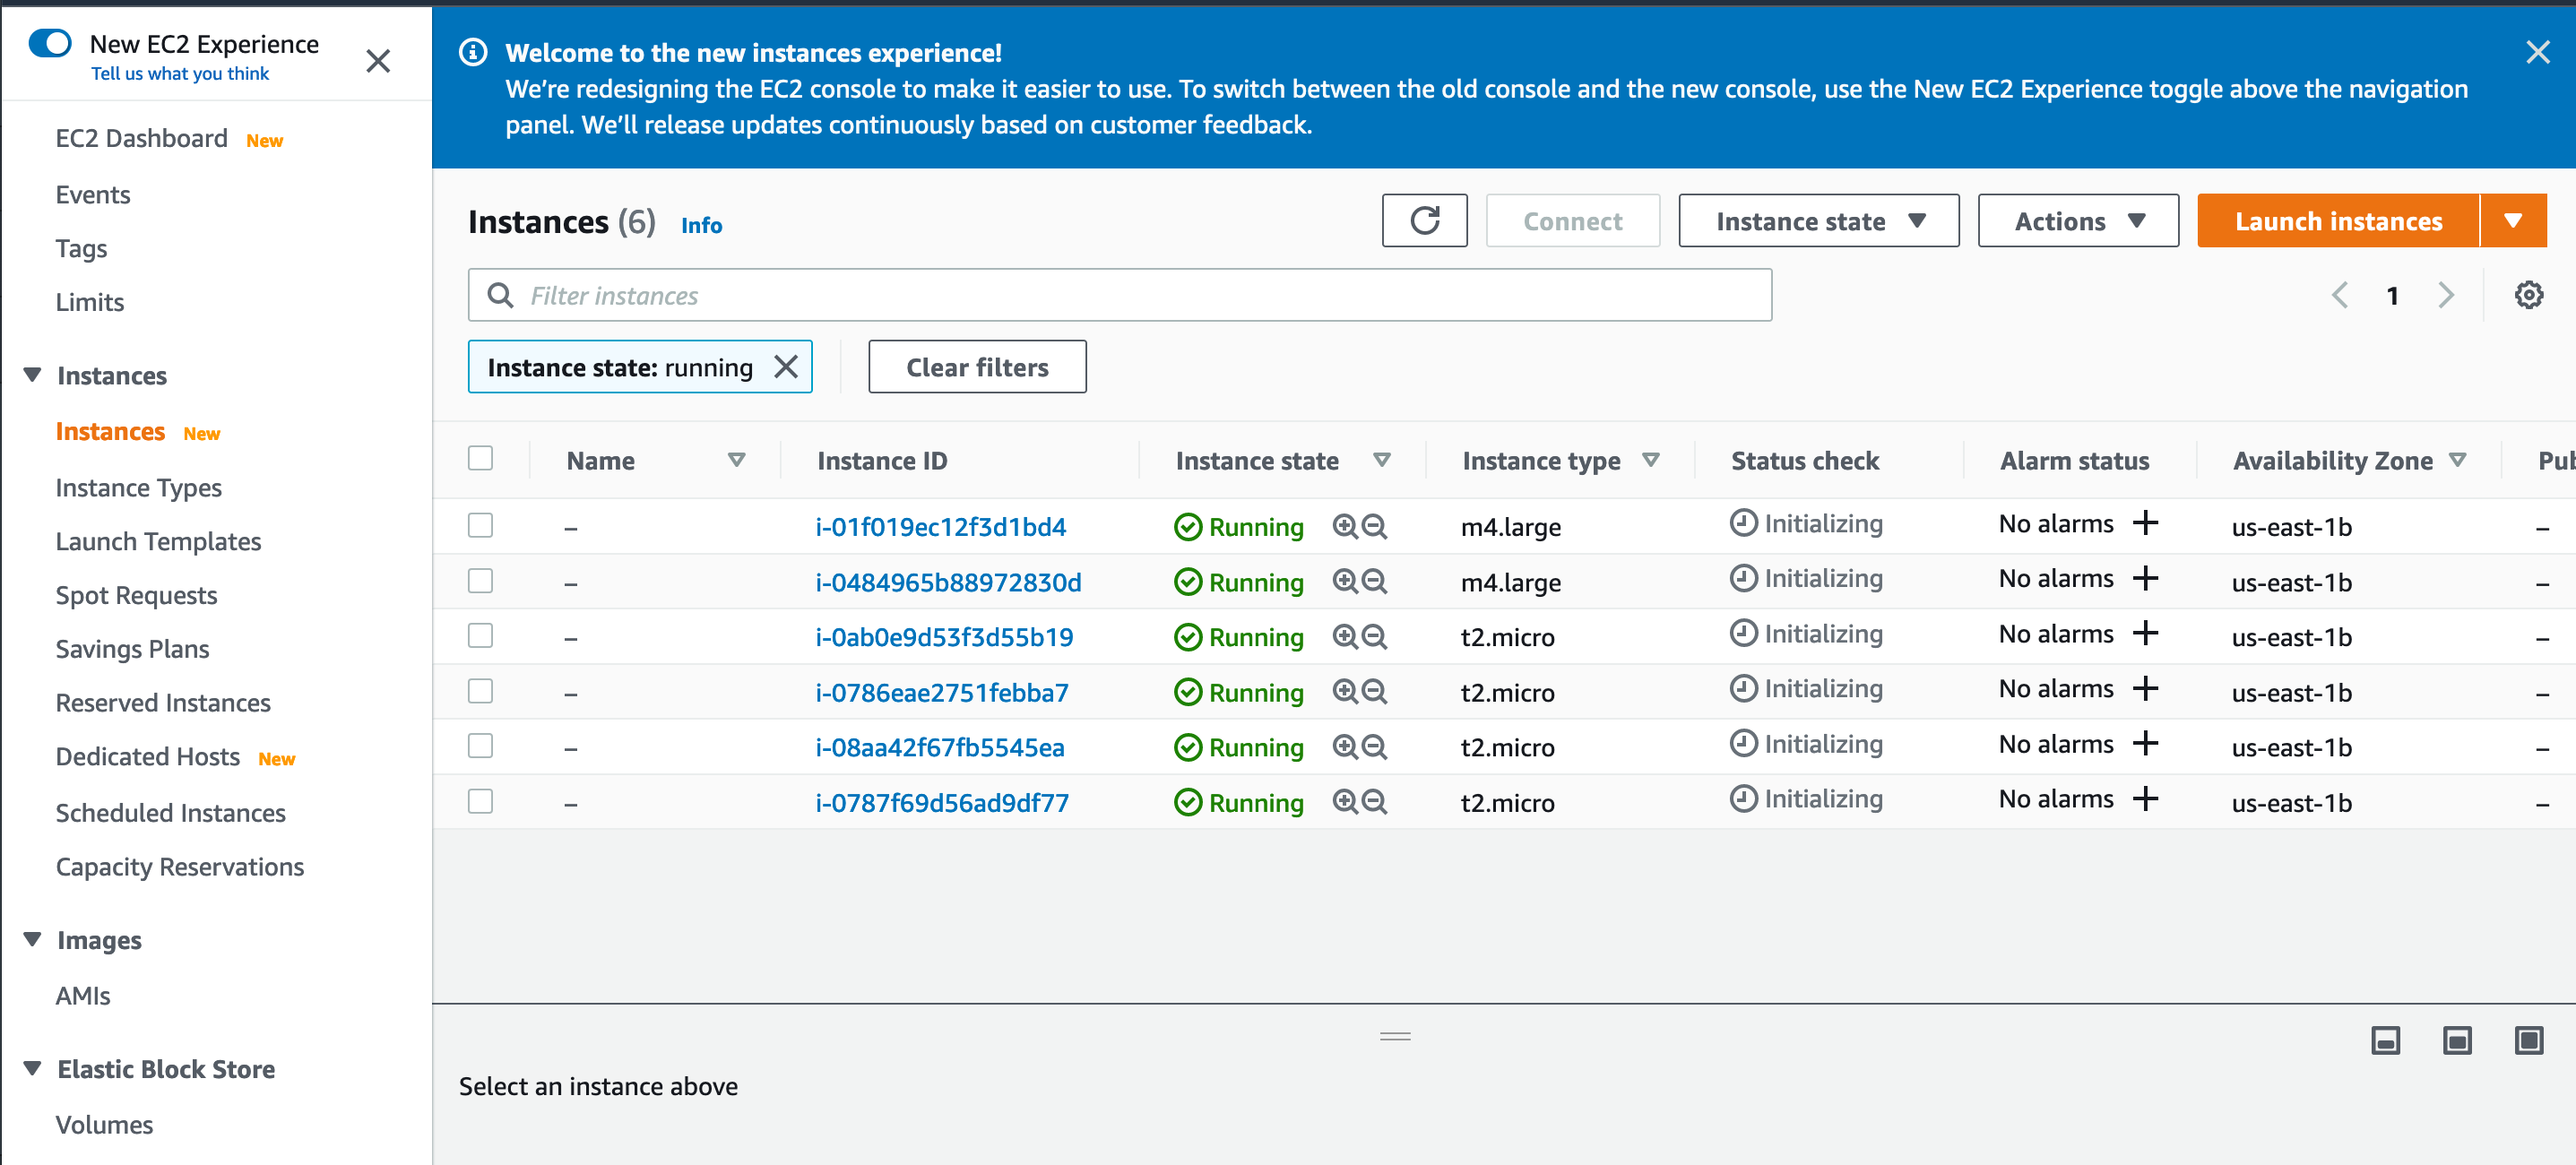 New EC2 Experience
Tell us what you think
EC2 Dashboard New
Events
Tags
Limits
Instances
Instances New
Instance Types
Launch Templates
Spot Requests
Savings Plans
Reserved Instances
Dedicated Hosts New
Scheduled Instances
Capacity Reservations
Images
AMIs
Elastic Block Store
Volumes
Welcome to the new instances experience!
We're redesigning the EC2 console to make it easier to use. To switch between the old console and the new console, use the New EC2 Experience toggle above the navigation
panel. We'll release updates continuously based on customer feedback.
Instances (6) Info
Connect Instance state Actions Launch instances
Filter instances
1
Instance state: running Clear filters
Name Instance ID Instance state Instance type Status check Alarm status Availability Zone Pub
– i-01f019ec12f3d1bd4 Running m4.large Initializing No alarms + us-east-1b –
– i-0484965b88972830d Running m4.large Initializing No alarms + us-east-1b –
– i-0ab0e9d53f3d55b19 Running t2.micro Initializing No alarms + us-east-1b –
– i-0786eae2751febba7 Running t2.micro Initializing No alarms + us-east-1b –
– i-08aa42f67fb5545ea Running t2.micro Initializing No alarms + us-east-1b –
– i-0787f69d56ad9df77 Running t2.micro Initializing No alarms + us-east-1b –
Select an instance above